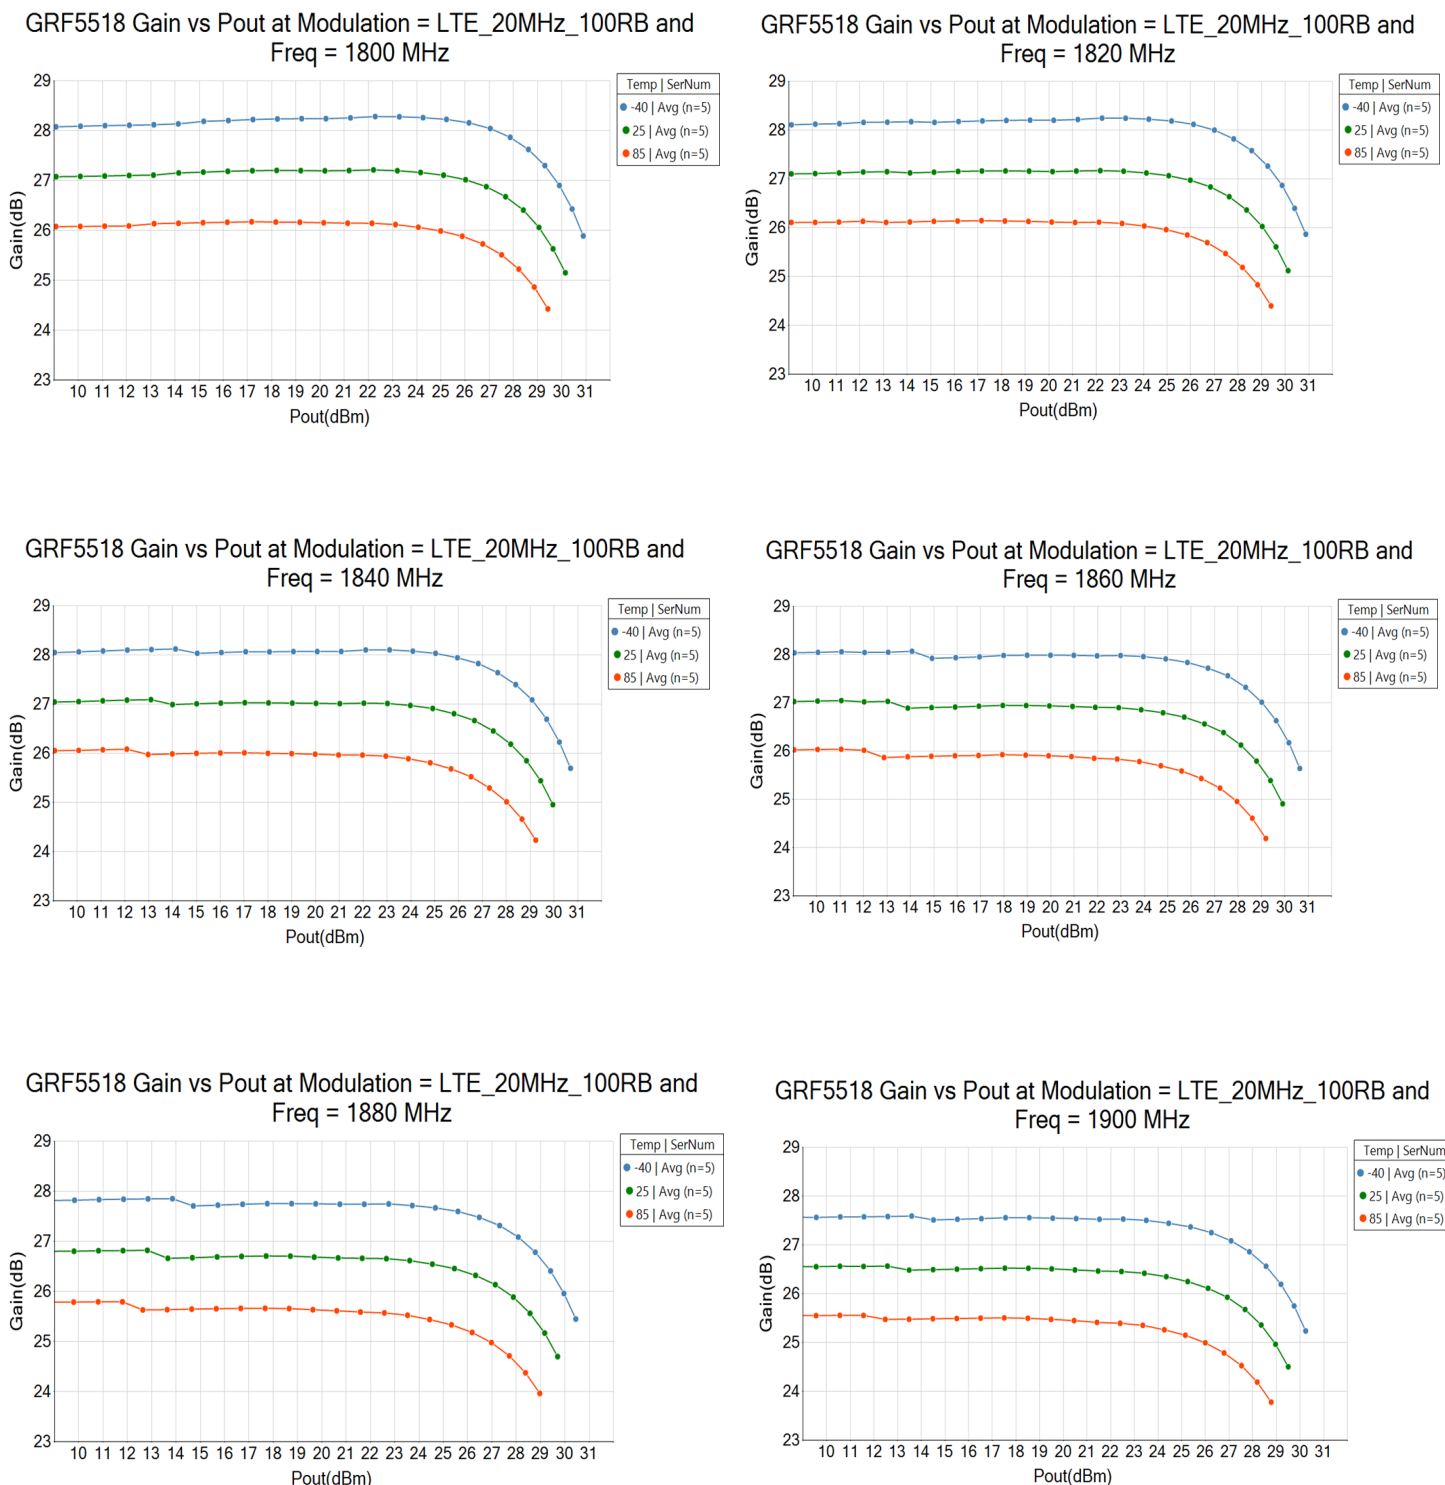 GRF5518 Gain vs Pout at Modulation = LTE_20MHz_100RB and
Freq = 1800 MHz
Temp | SerNum
-40 | Avg (n=5)
25 | Avg (n=5)
85 | Avg (n=5)
Gain(dB)
29
28
27
26
25
24
23
10 11 12 13 14 15 16 17 18 19 20 21 22 23 24 25 26 27 28 29 30 31
Pout(dBm)
GRF5518 Gain vs Pout at Modulation = LTE_20MHz_100RB and
Freq = 1820 MHz
Temp | SerNum
-40 | Avg (n=5)
25 | Avg (n=5)
85 | Avg (n=5)
Gain(dB)
29
28
27
26
25
24
23
10 11 12 13 14 15 16 17 18 19 20 21 22 23 24 25 26 27 28 29 30 31
Pout(dBm)
GRF5518 Gain vs Pout at Modulation = LTE_20MHz_100RB and
Freq = 1840 MHz
Temp | SerNum
-40 | Avg (n=5)
25 | Avg (n=5)
85 | Avg (n=5)
Gain(dB)
29
28
27
26
25
24
23
10 11 12 13 14 15 16 17 18 19 20 21 22 23 24 25 26 27 28 29 30 31
Pout(dBm)
GRF5518 Gain vs Pout at Modulation = LTE_20MHz_100RB and
Freq = 1860 MHz
Temp | SerNum
-40 | Avg (n=5)
25 | Avg (n=5)
85 | Avg (n=5)
Gain(dB)
29
28
27
26
25
24
23
10 11 12 13 14 15 16 17 18 19 20 21 22 23 24 25 26 27 28 29 30 31
Pout(dBm)
GRF5518 Gain vs Pout at Modulation = LTE_20MHz_100RB and
Freq = 1880 MHz
Temp | SerNum
-40 | Avg (n=5)
25 | Avg (n=5)
85 | Avg (n=5)
Gain(dB)
29
28
27
26
25
24
23
10 11 12 13 14 15 16 17 18 19 20 21 22 23 24 25 26 27 28 29 30 31
Pout(dBm)
GRF5518 Gain vs Pout at Modulation = LTE_20MHz_100RB and
Freq = 1900 MHz
Temp | SerNum
-40 | Avg (n=5)
25 | Avg (n=5)
85 | Avg (n=5)
Gain(dB)
29
28
27
26
25
24
23
10 11 12 13 14 15 16 17 18 19 20 21 22 23 24 25 26 27 28 29 30 31
Pout(dBm)